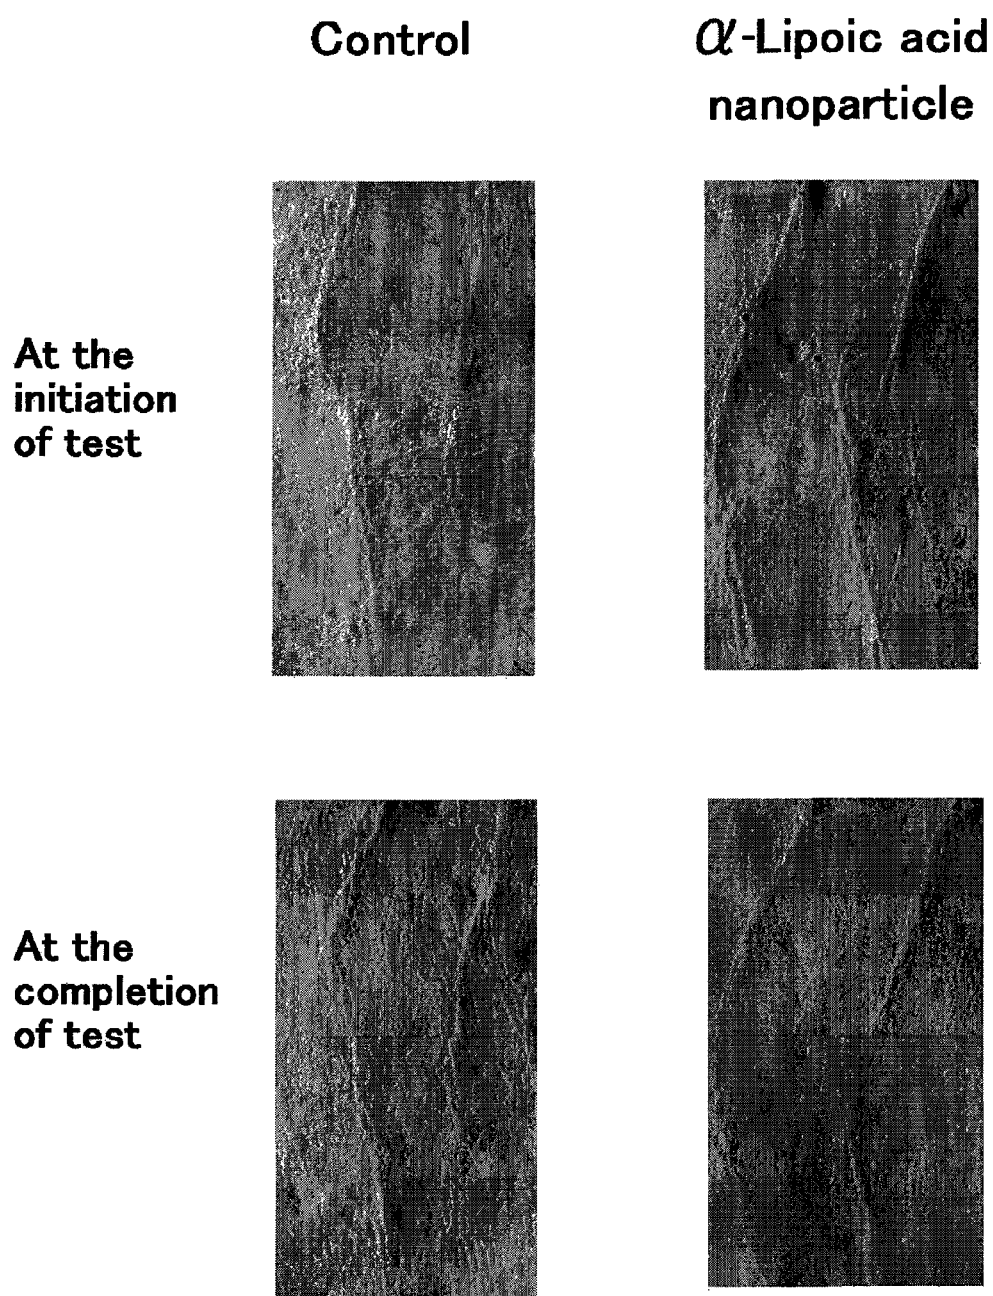 Control
α-Lipoic acid
nanoparticle
At the
initiation
of test
At the
completion
of test